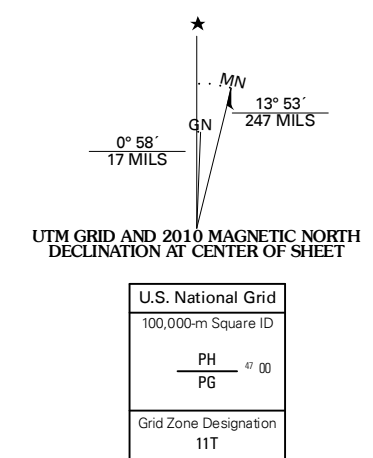 ★
MN
GN
13° 53´
247 MILS
0° 58´
17 MILS
UTM GRID AND 2010 MAGNETIC NORTH
DECLINATION AT CENTER OF SHEET
U.S. National Grid
100,000-m Square ID
PH
47 00
PG
Grid Zone Designation
11T